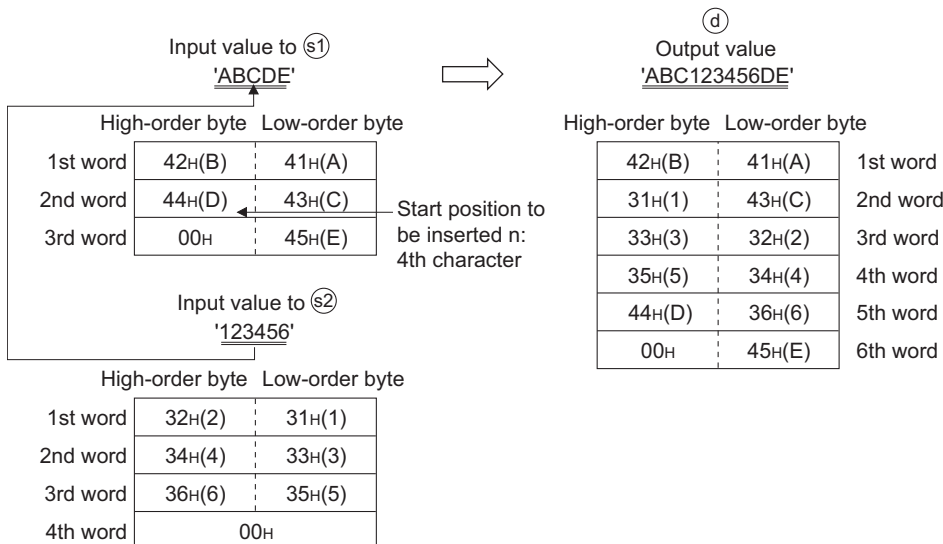 Input value to s1
'ABCDE'
High-order byte Low-order byte
1st word 42H(B) 41H(A)
2nd word 44H(D) 43H(C)
3rd word 00H 45H(E)
Start position to
be inserted n:
4th character
Input value to s2
'123456'
High-order byte Low-order byte
1st word 32H(2) 31H(1)
2nd word 34H(4) 33H(3)
3rd word 36H(6) 35H(5)
4th word 00H
d
Output value
'ABC123456DE'
High-order byte Low-order byte
42H(B) 41H(A) 1st word
31H(1) 43H(C) 2nd word
33H(3) 32H(2) 3rd word
35H(5) 34H(4) 4th word
44H(D) 36H(6) 5th word
00H 45H(E) 6th word